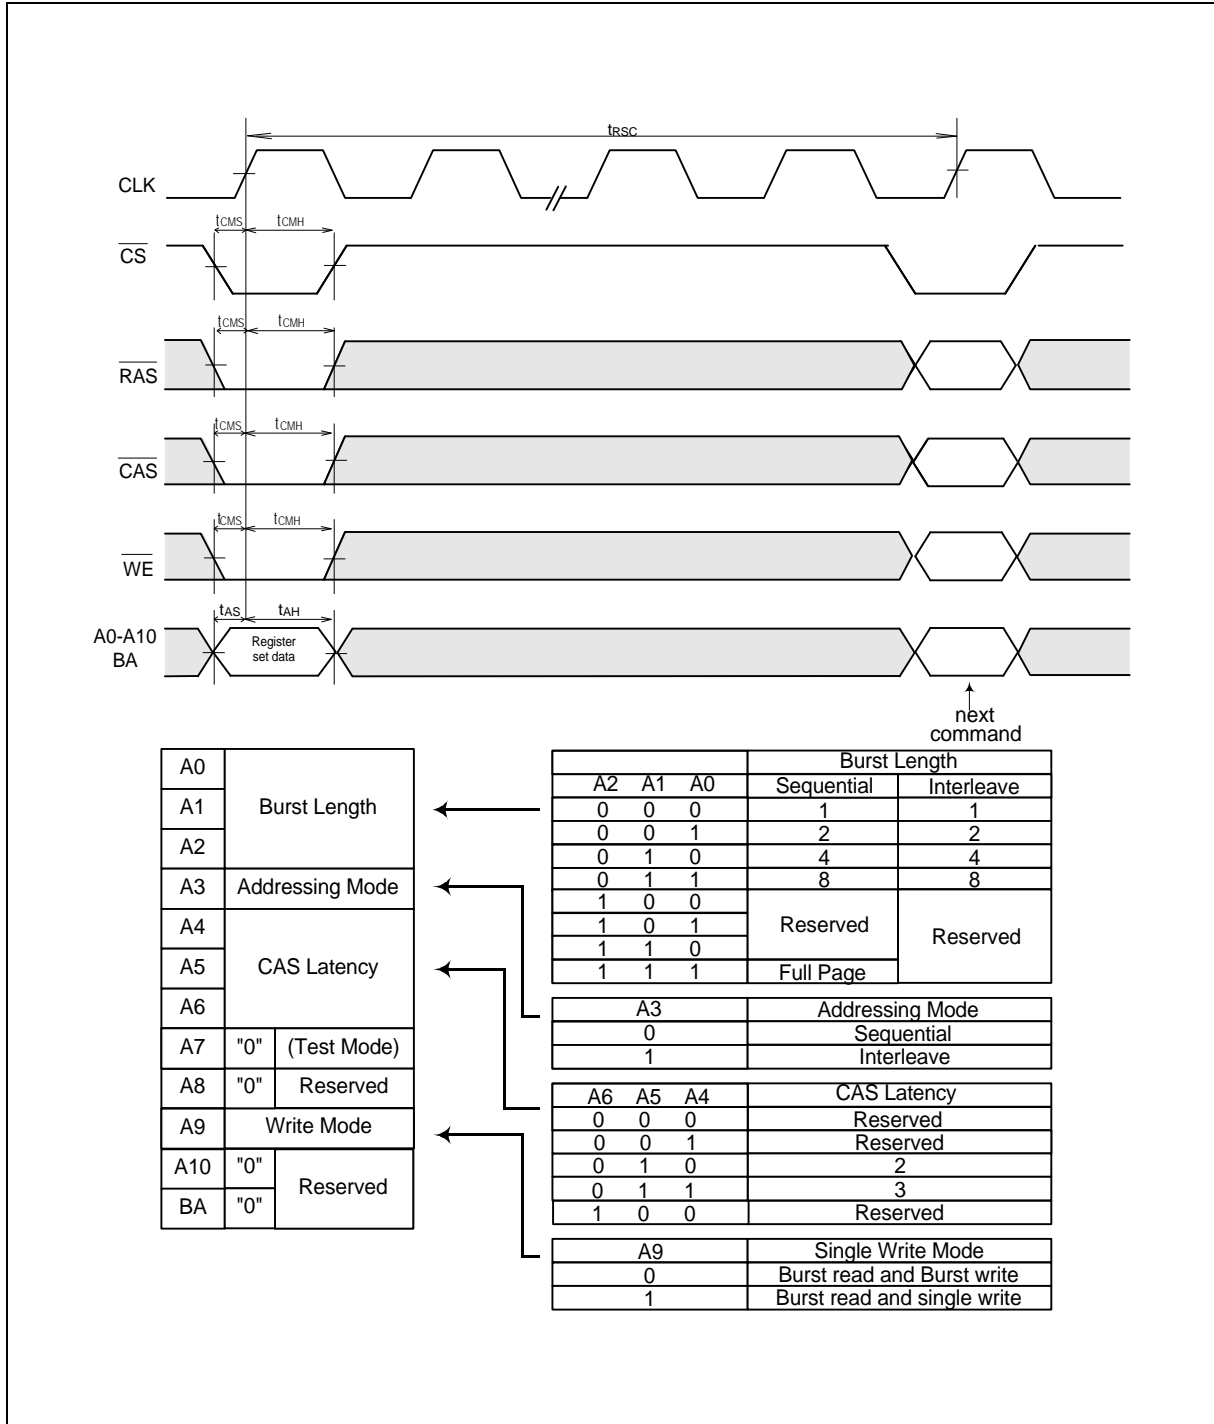 tRSC
CLK
tCMS tCMH
CS
tCMS tCMH
RAS
tCMS tCMH
CAS
tCMS tCMH
WE
tAS tAH
A0-A10
BA
Register
set data
next
command
A0
A1 Burst Length
A2
A3 Addressing Mode
A4
A5 CAS Latency
A6
A7 "0" (Test Mode)
A8 "0" Reserved
A9 Write Mode
A10 "0"
Reserved
BA "0"
Burst Length
A2 A1 A0 Sequential Interleave
0 0 0 1 1
0 0 1 2 2
0 1 0 4 4
0 1 1 8 8
1 0 0
1 0 1 Reserved Reserved
1 1 0
1 1 1 Full Page
A3 Addressing Mode
0 Sequential
1 Interleave
A6 A5 A4 CAS Latency
0 0 0 Reserved
0 0 1 Reserved
0 1 0 2
0 1 1 3
1 0 0 Reserved
A9 Single Write Mode
0 Burst read and Burst write
1 Burst read and single write